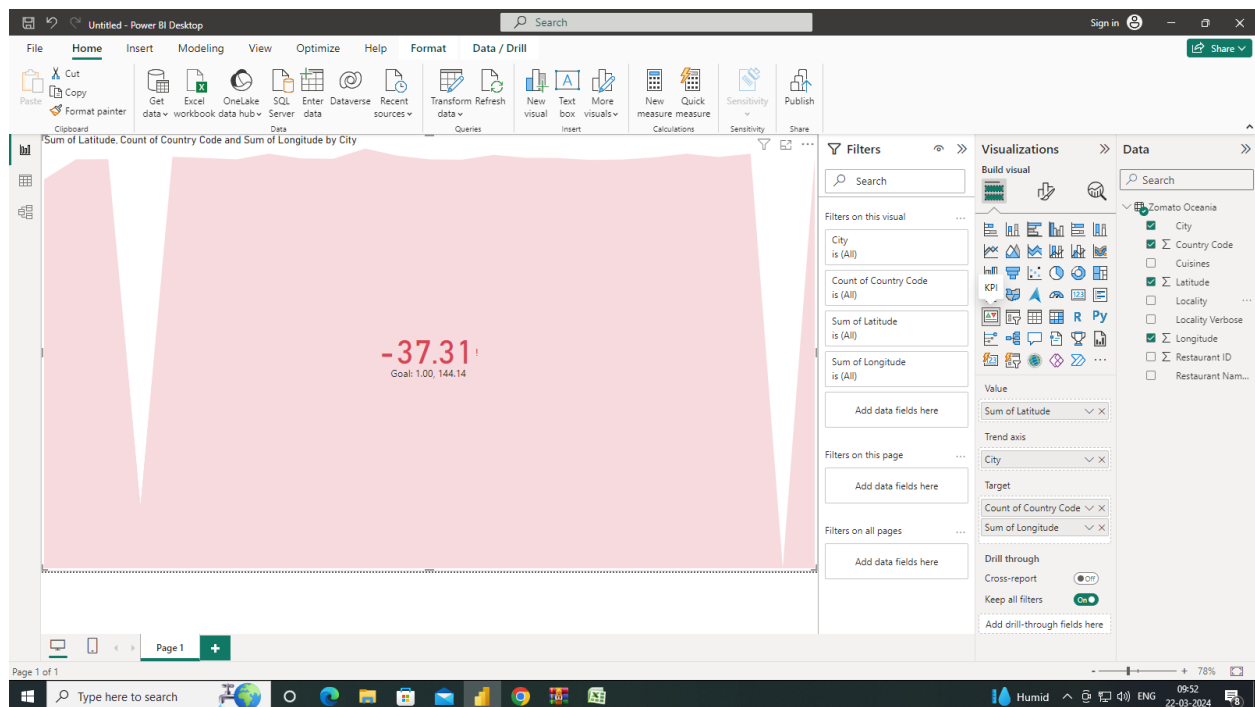 Untitled - Power BI Desktop
Search
Sign in
File Home Insert Modeling View Optimize Help Format Data / Drill
Share
Paste
Cut
Copy
Format painter
Get data
Excel workbook
OneLake data hub
SQL Server
Enter data
Dataverse
Recent sources
Transform data
Refresh
New visual
Text box
More visuals
New measure
Quick measure
Sensitivity
Publish
Clipboard
Data
Queries
Insert
Calculations
Sensitivity
Share
Sum of Latitude, Count of Country Code and Sum of Longitude by City
-37.31!
Goal: 1.00, 144.14
Filters
Search
Filters on this visual
City
is (All)
Count of Country Code
is (All)
Sum of Latitude
is (All)
Sum of Longitude
is (All)
Add data fields here
Filters on this page
Add data fields here
Filters on all pages
Add data fields here
Visualizations
Build visual
123
KPI
R Py
Value
Sum of Latitude
Trend axis
City
Target
Count of Country Code
Sum of Longitude
Drill through
Cross-report Off
Keep all filters On
Add drill-through fields here
Data
Search
Zomato Oceania
City
Country Code
Cuisines
Latitude
Locality
Locality Verbose
Longitude
Restaurant ID
Restaurant Nam...
Page 1
Page 1 of 1
78%
Type here to search
Humid
ENG
09:52
22-03-2024